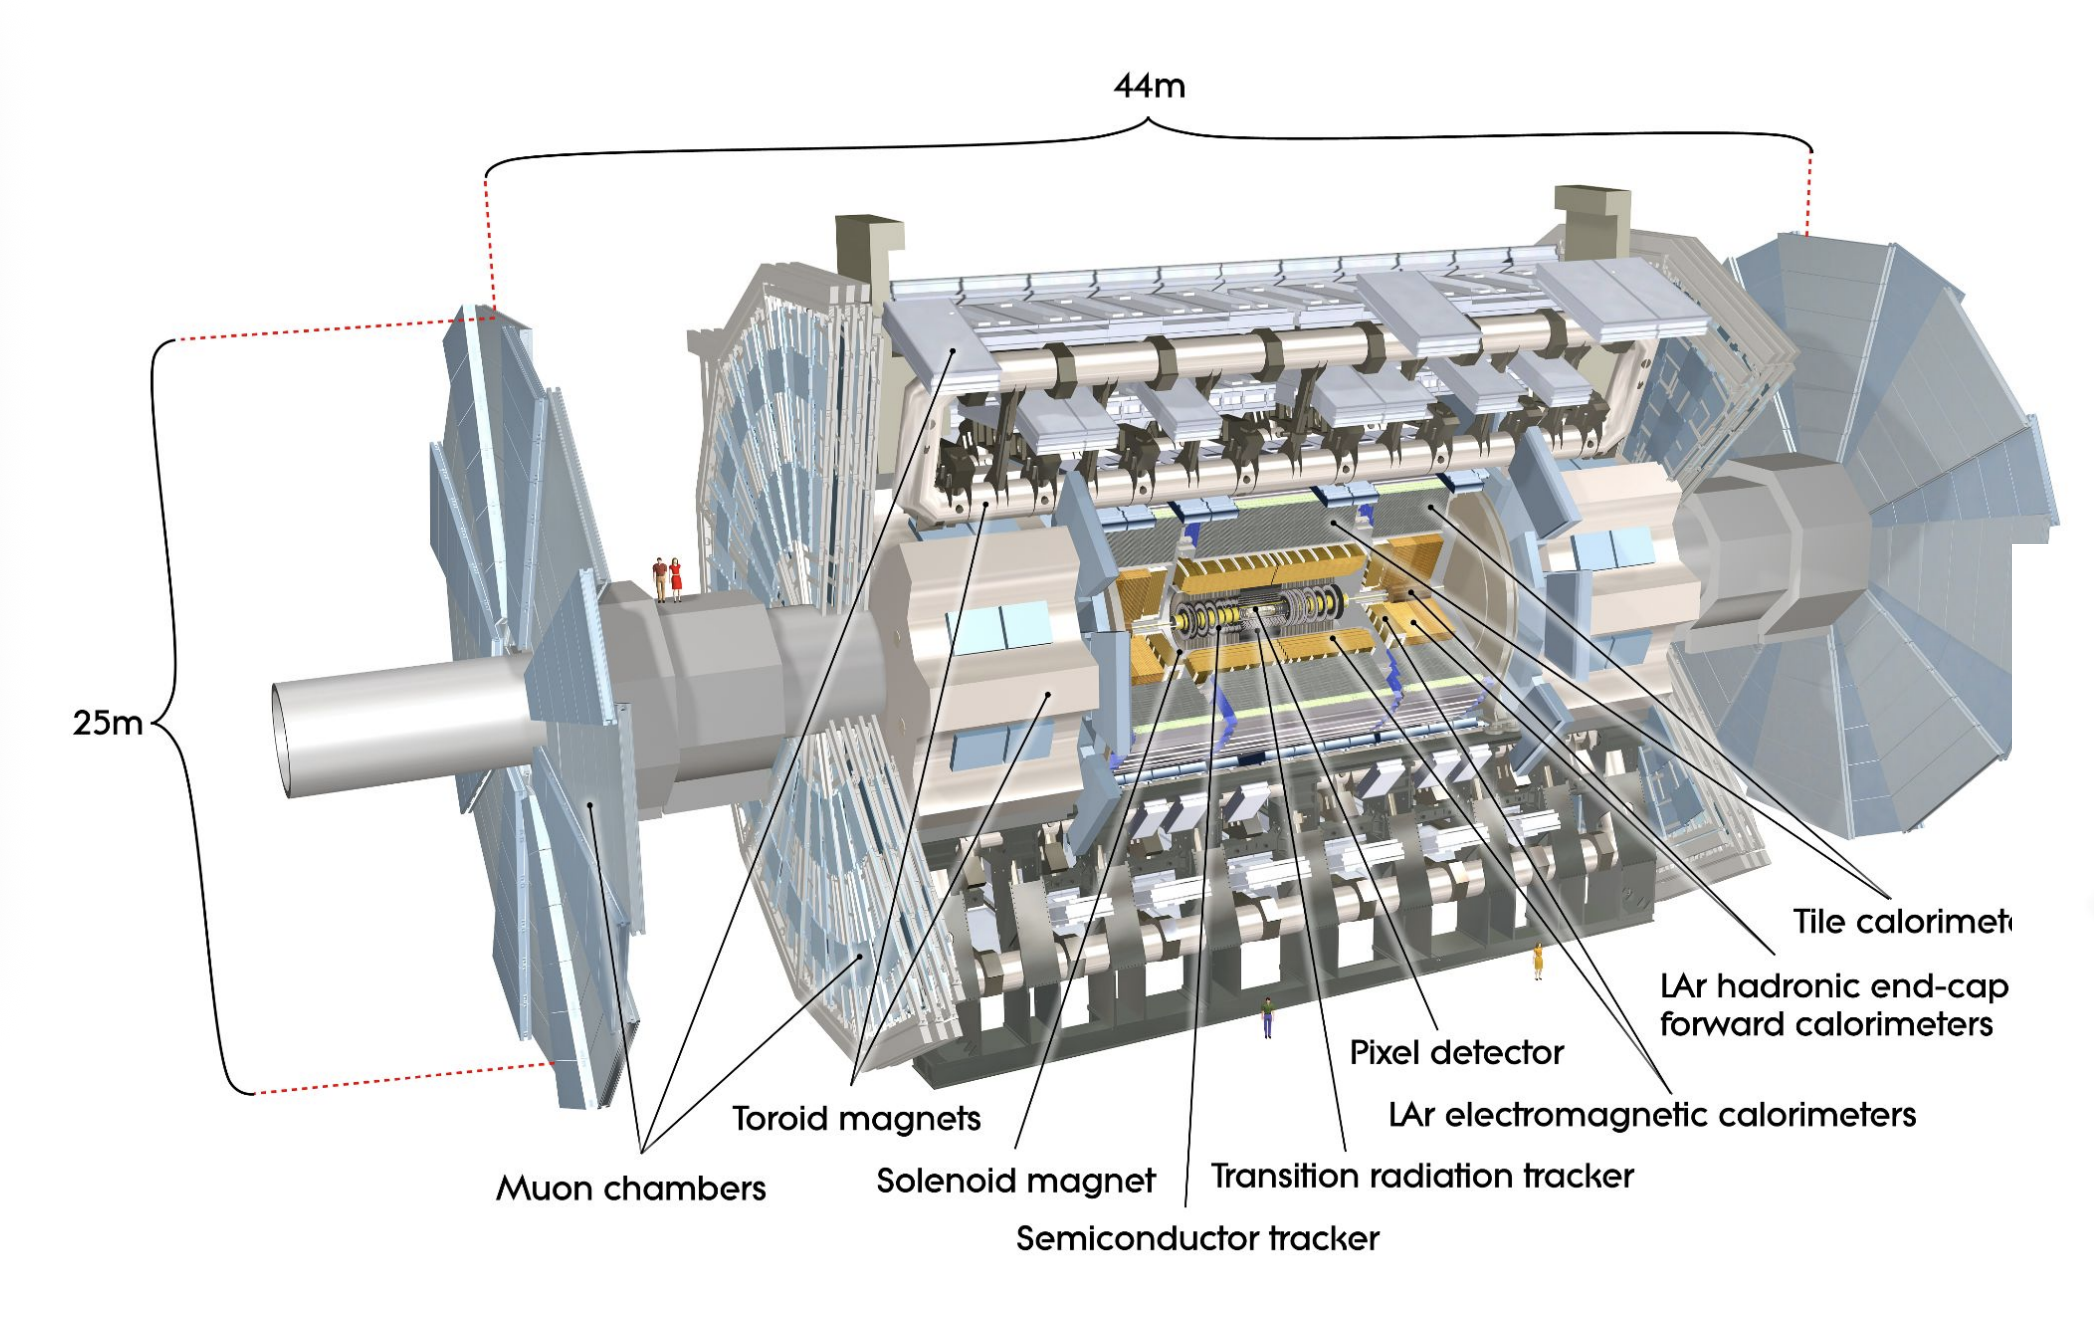 44m
25m
Tile calorimet
LAr hadronic end-cap
forward calorimeters
Pixel detector
LAr electromagnetic calorimeters
Toroid magnets
Solenoid magnet
Transition radiation tracker
Muon chambers
Semiconductor tracker